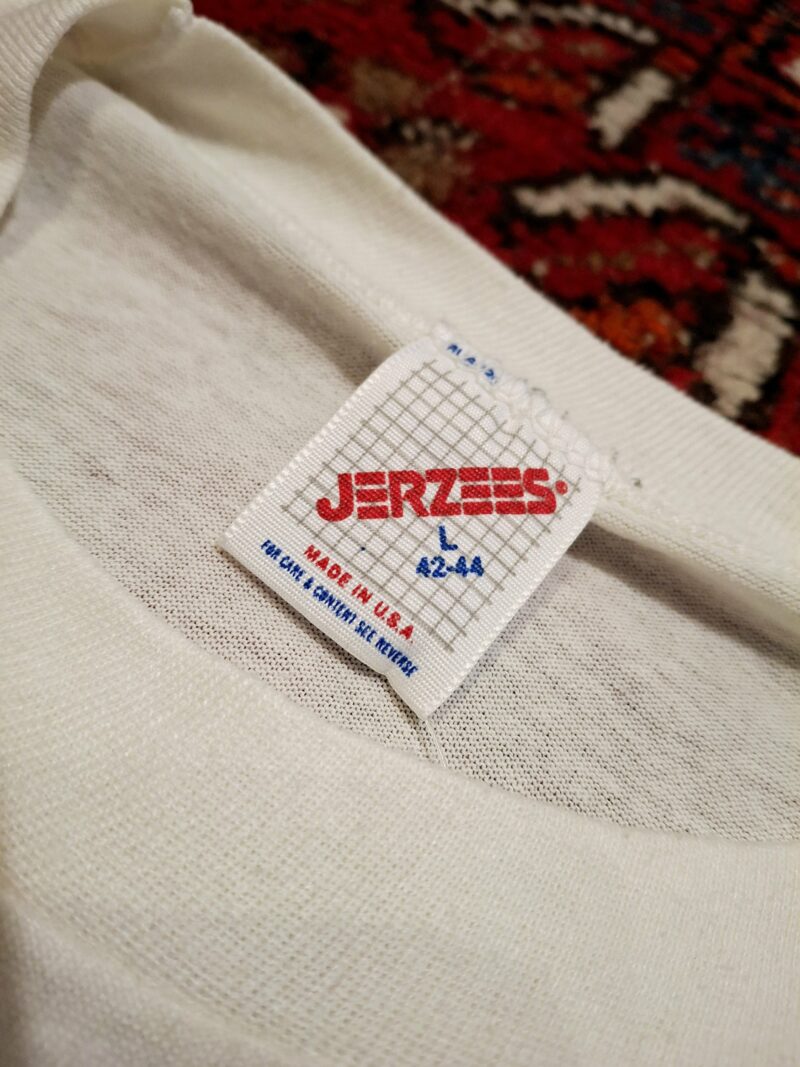 JERZEES®
L
42-44
MADE IN U.S.A.
FOR CARE & CONTENT SEE REVERSE